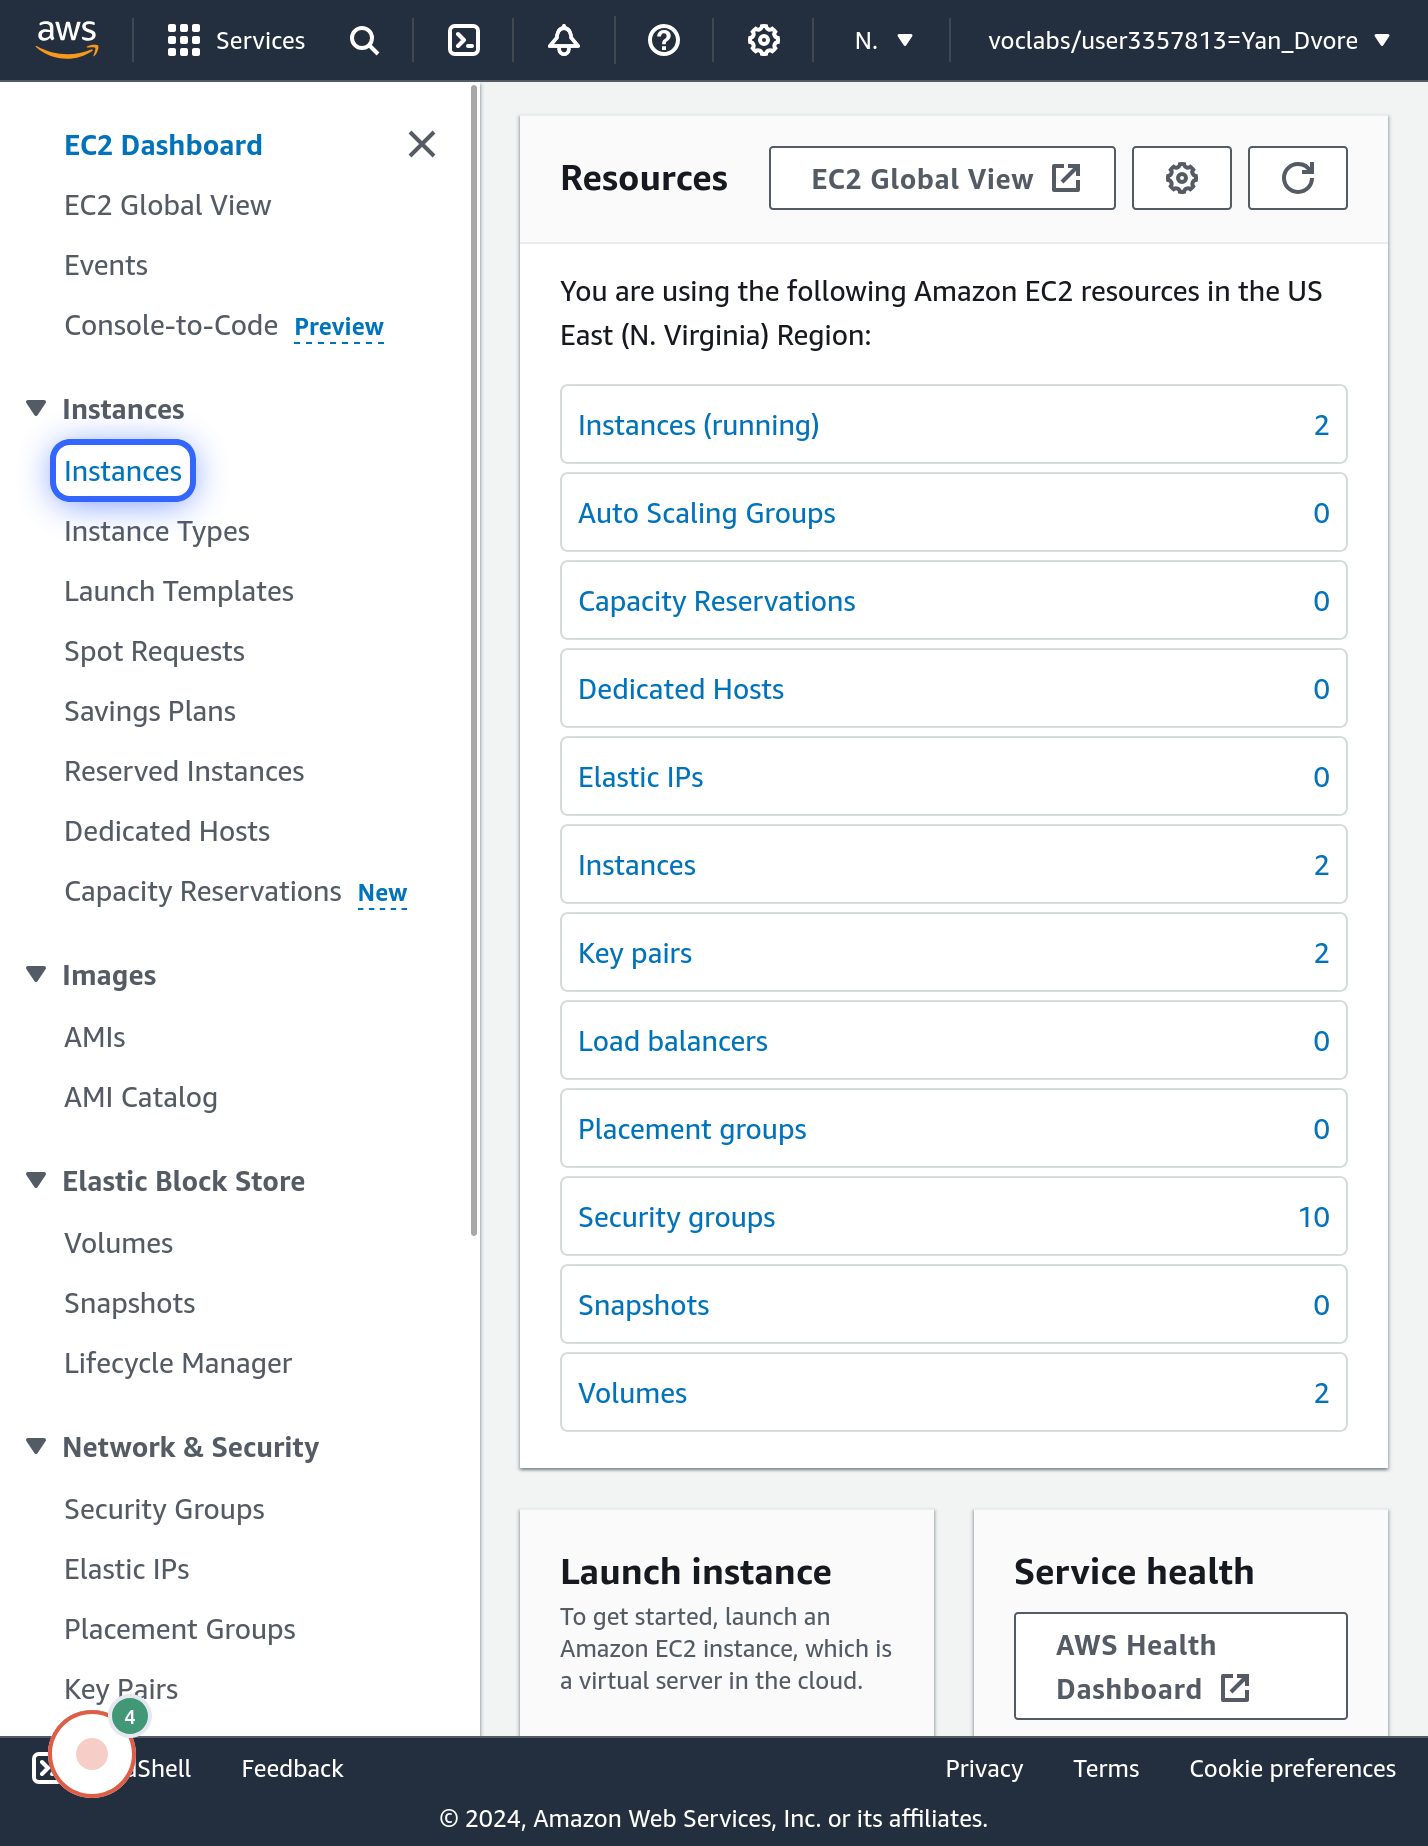 aws
Services
N.
voclabs/user3357813=Yan_Dvore
EC2 Dashboard
EC2 Global View
Events
Console-to-Code Preview
Instances
Instances
Instance Types
Launch Templates
Spot Requests
Savings Plans
Reserved Instances
Dedicated Hosts
Capacity Reservations New
Images
AMIs
AMI Catalog
Elastic Block Store
Volumes
Snapshots
Lifecycle Manager
Network & Security
Security Groups
Elastic IPs
Placement Groups
Key Pairs
4
Resources
EC2 Global View
You are using the following Amazon EC2 resources in the US
East (N. Virginia) Region:
Instances (running) 2
Auto Scaling Groups 0
Capacity Reservations 0
Dedicated Hosts 0
Elastic IPs 0
Instances 2
Key pairs 2
Load balancers 0
Placement groups 0
Security groups 10
Snapshots 0
Volumes 2
Launch instance
To get started, launch an
Amazon EC2 instance, which is
a virtual server in the cloud.
Service health
AWS Health
Dashboard
Shell
Feedback
Privacy
Terms
Cookie preferences
© 2024, Amazon Web Services, Inc. or its affiliates.